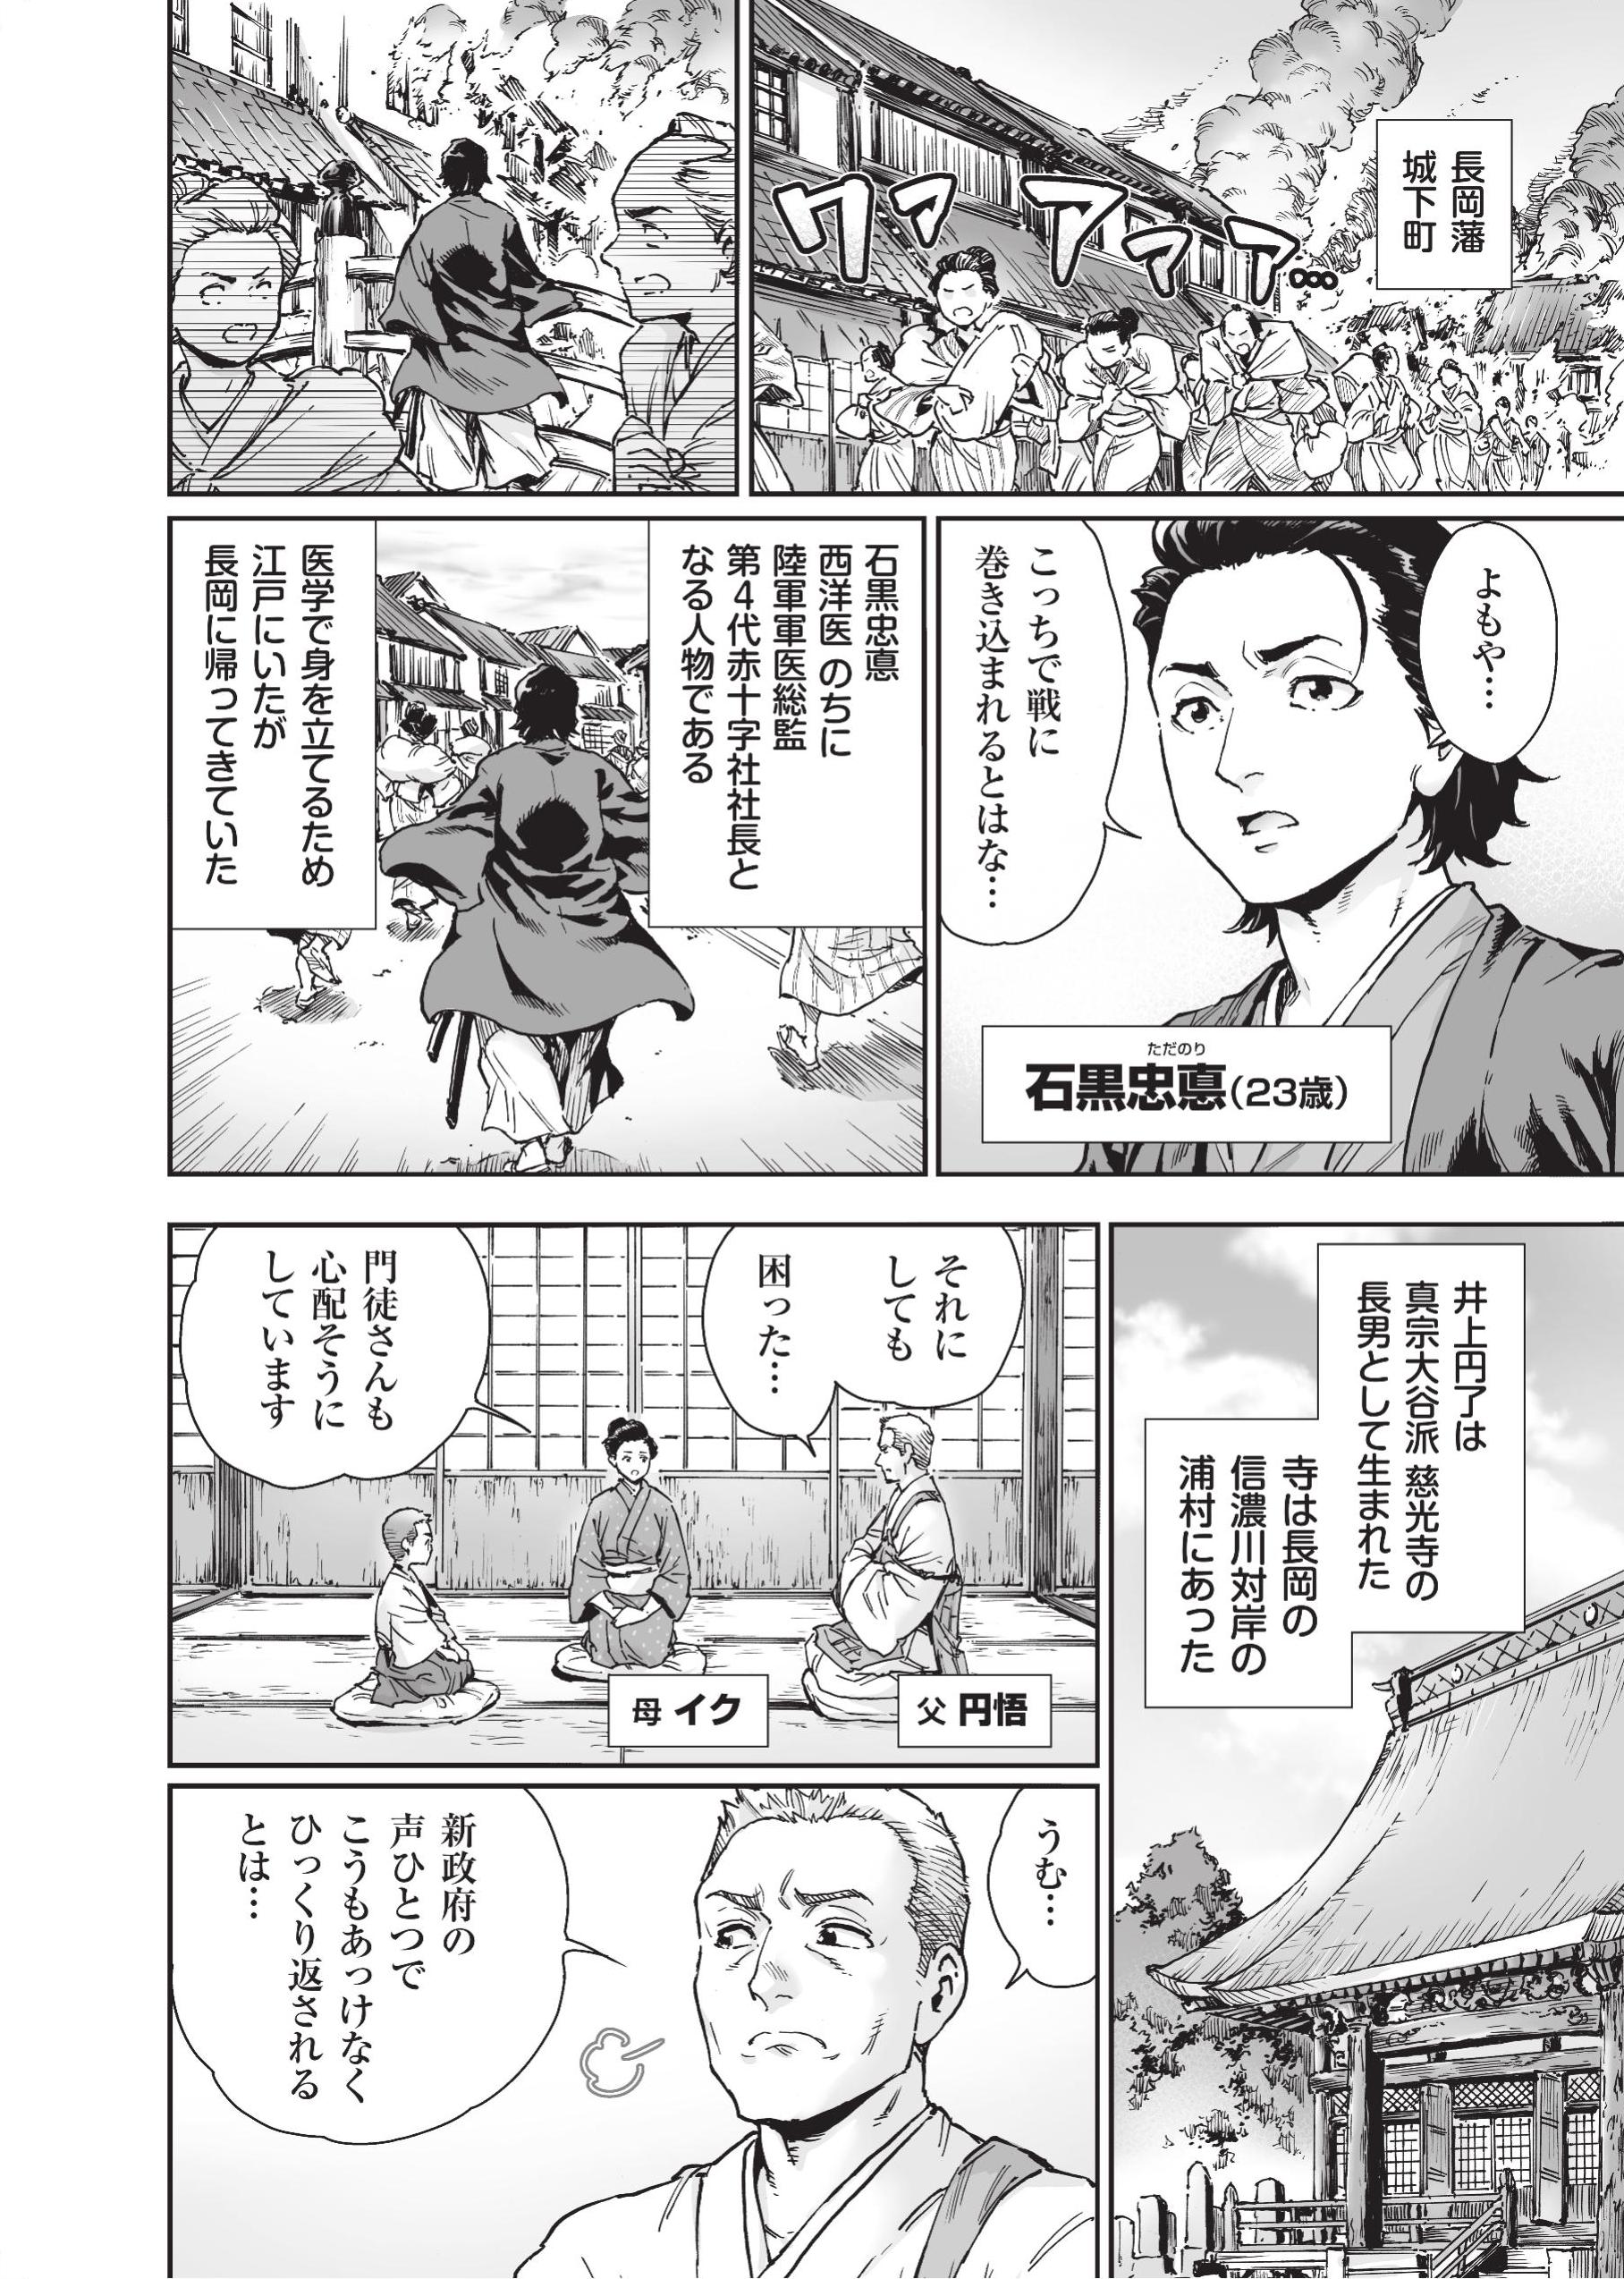 長岡藩
城下町
クァアァァア…
よもや…
こっちで戦に
巻き込まれるとはな…
ただのり
石黒忠悳(23歳)
石黒忠悳
西洋医 のちに
陸軍軍医総監
第4代赤十字社社長と
なる人物である
医学で身を立てるため
江戸にいたが
長岡に帰ってきていた
井上円了は
真宗大谷派 慈光寺の
長男として生まれた
寺は長岡の
信濃川対岸の
浦村にあった
それに
しても
困った…
門徒さんも
心配そうに
しています
父 円悟
母 イク
うむ…
新政府の
声ひとつで
こうもあっけなく
ひっくり返される
とは…